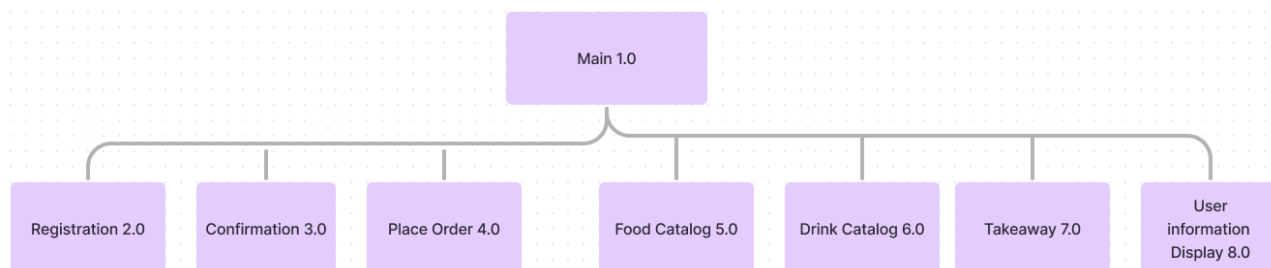 Main 1.0
Registration 2.0
Confirmation 3.0
Place Order 4.0
Food Catalog 5.0
Drink Catalog 6.0
Takeaway 7.0
User
information
Display 8.0